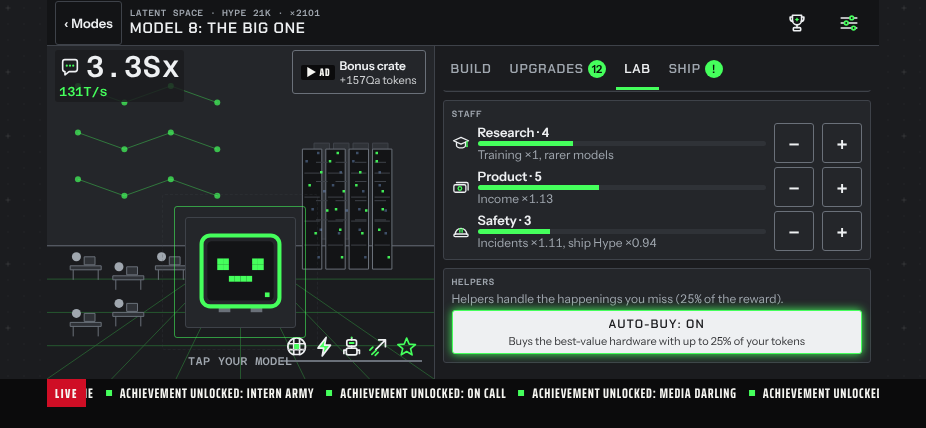 ‹ Modes
LATENT SPACE · HYPE 21K · ×2101
MODEL 8: THE BIG ONE
3.3Sx
131T/s
AD
Bonus crate
+157Qa tokens
TAP YOUR MODEL
BUILD
UPGRADES 12
LAB
SHIP !
STAFF
Research · 4
Training ×1, rarer models
− +
Product · 5
Income ×1.13
− +
Safety · 3
Incidents ×1.11, ship Hype ×0.94
− +
HELPERS
Helpers handle the happenings you miss (25% of the reward).
AUTO-BUY: ON
Buys the best-value hardware with up to 25% of your tokens
LIVE
ACHIEVEMENT UNLOCKED: INTERN ARMY ACHIEVEMENT UNLOCKED: ON CALL ACHIEVEMENT UNLOCKED: MEDIA DARLING ACHIEVEMENT UNLOCKE